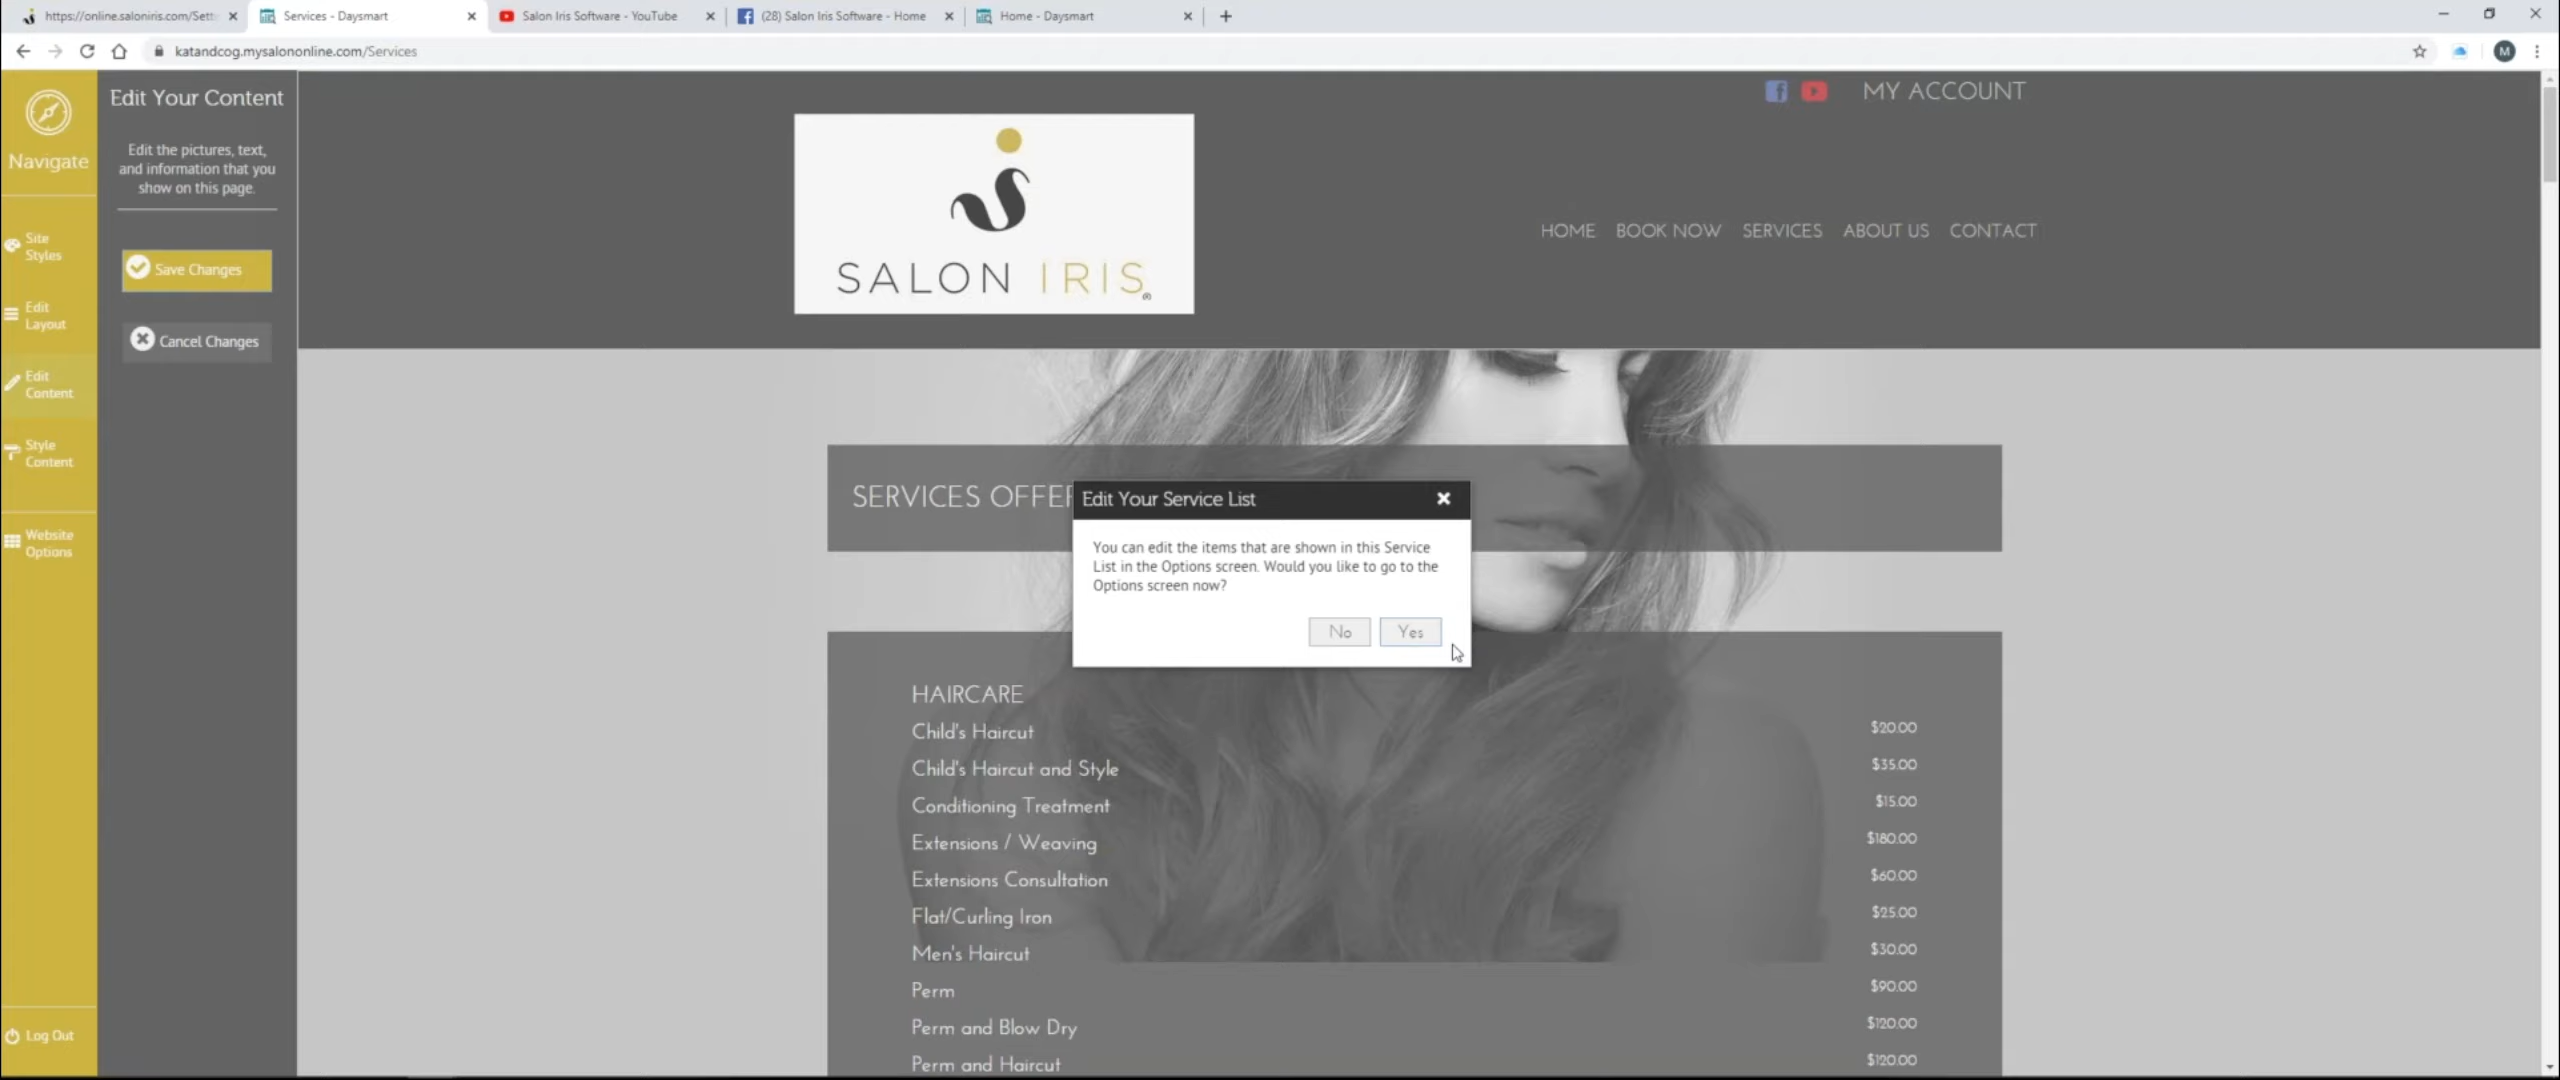 https://online.saloniris.com/Sett
Services - Daysmart
Salon Iris Software - YouTube
(28) Salon Iris Software - Home
Home - Daysmart
katandcog.mysalononline.com/Services
M
Navigate
Site
Styles
Edit
Layout
Edit
Content
Style
Content
Website
Options
Log Out
Edit Your Content
Edit the pictures, text,
and information that you
show on this page.
Save Changes
Cancel Changes
MY ACCOUNT
SALON IRIS®
HOME BOOK NOW SERVICES ABOUT US CONTACT
SERVICES OFFER
Edit Your Service List
You can edit the items that are shown in this Service
List in the Options screen. Would you like to go to the
Options screen now?
No Yes
HAIRCARE
Child's Haircut $20.00
Child's Haircut and Style $35.00
Conditioning Treatment $15.00
Extensions / Weaving $180.00
Extensions Consultation $60.00
Flat/Curling Iron $25.00
Men's Haircut $30.00
Perm $90.00
Perm and Blow Dry $120.00
Perm and Haircut $120.00